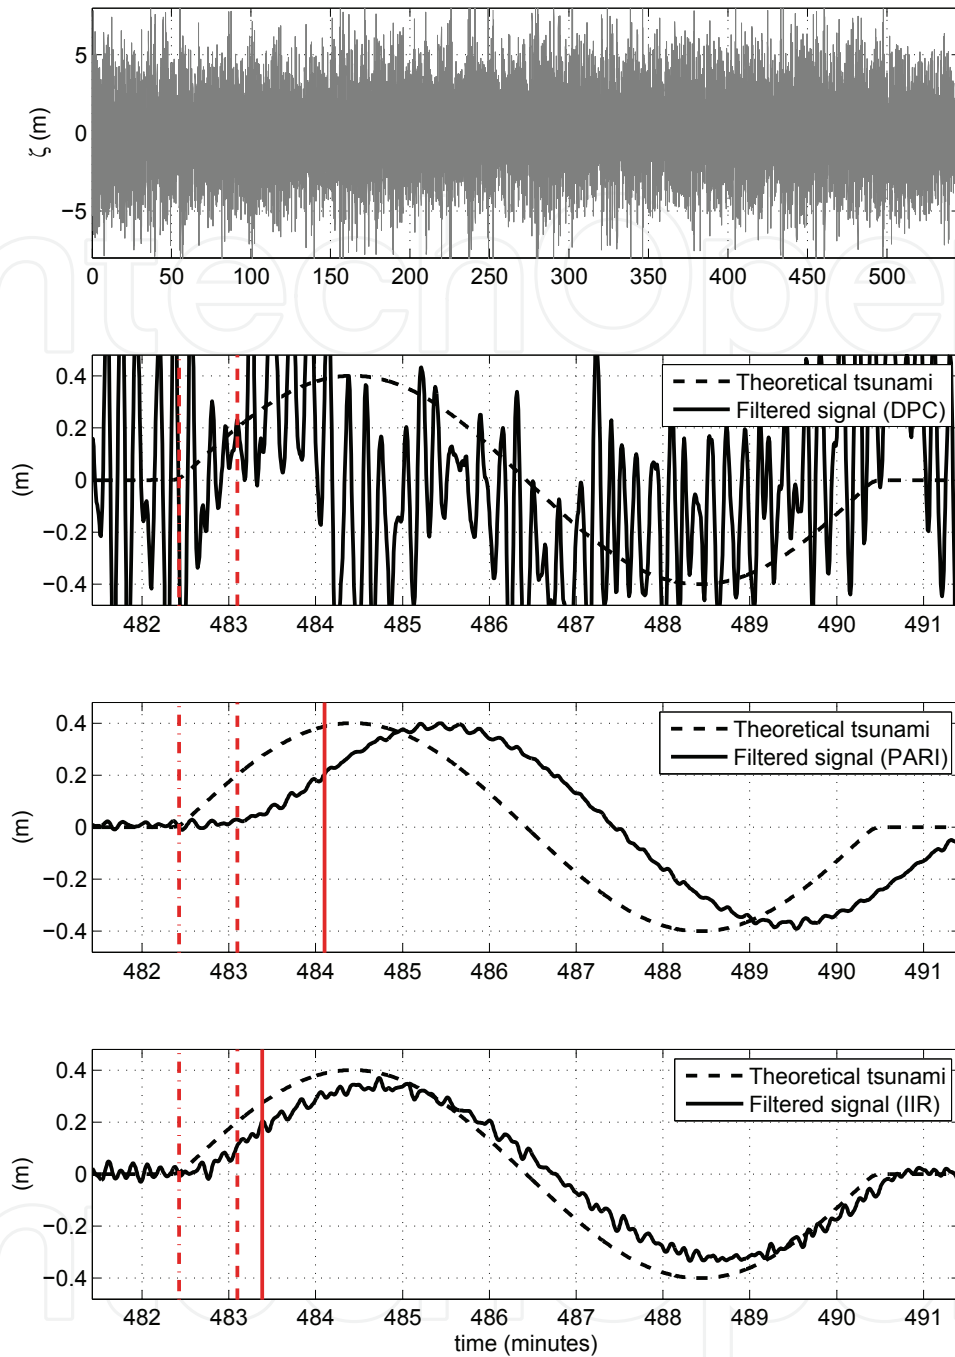 5
0
−5
ζ (m)
0 50 100 150 200 250 300 350 400 450 500
0.4
0.2
0
−0.2
−0.4
(m)
Theoretical tsunami
Filtered signal (DPC)
482 483 484 485 486 487 488 489 490 491
0.4
0.2
0
−0.2
−0.4
(m)
Theoretical tsunami
Filtered signal (PARI)
482 483 484 485 486 487 488 489 490 491
0.4
0.2
0
−0.2
−0.4
(m)
Theoretical tsunami
Filtered signal (IIR)
482 483 484 485 486 487 488 489 490 491
time (minutes)